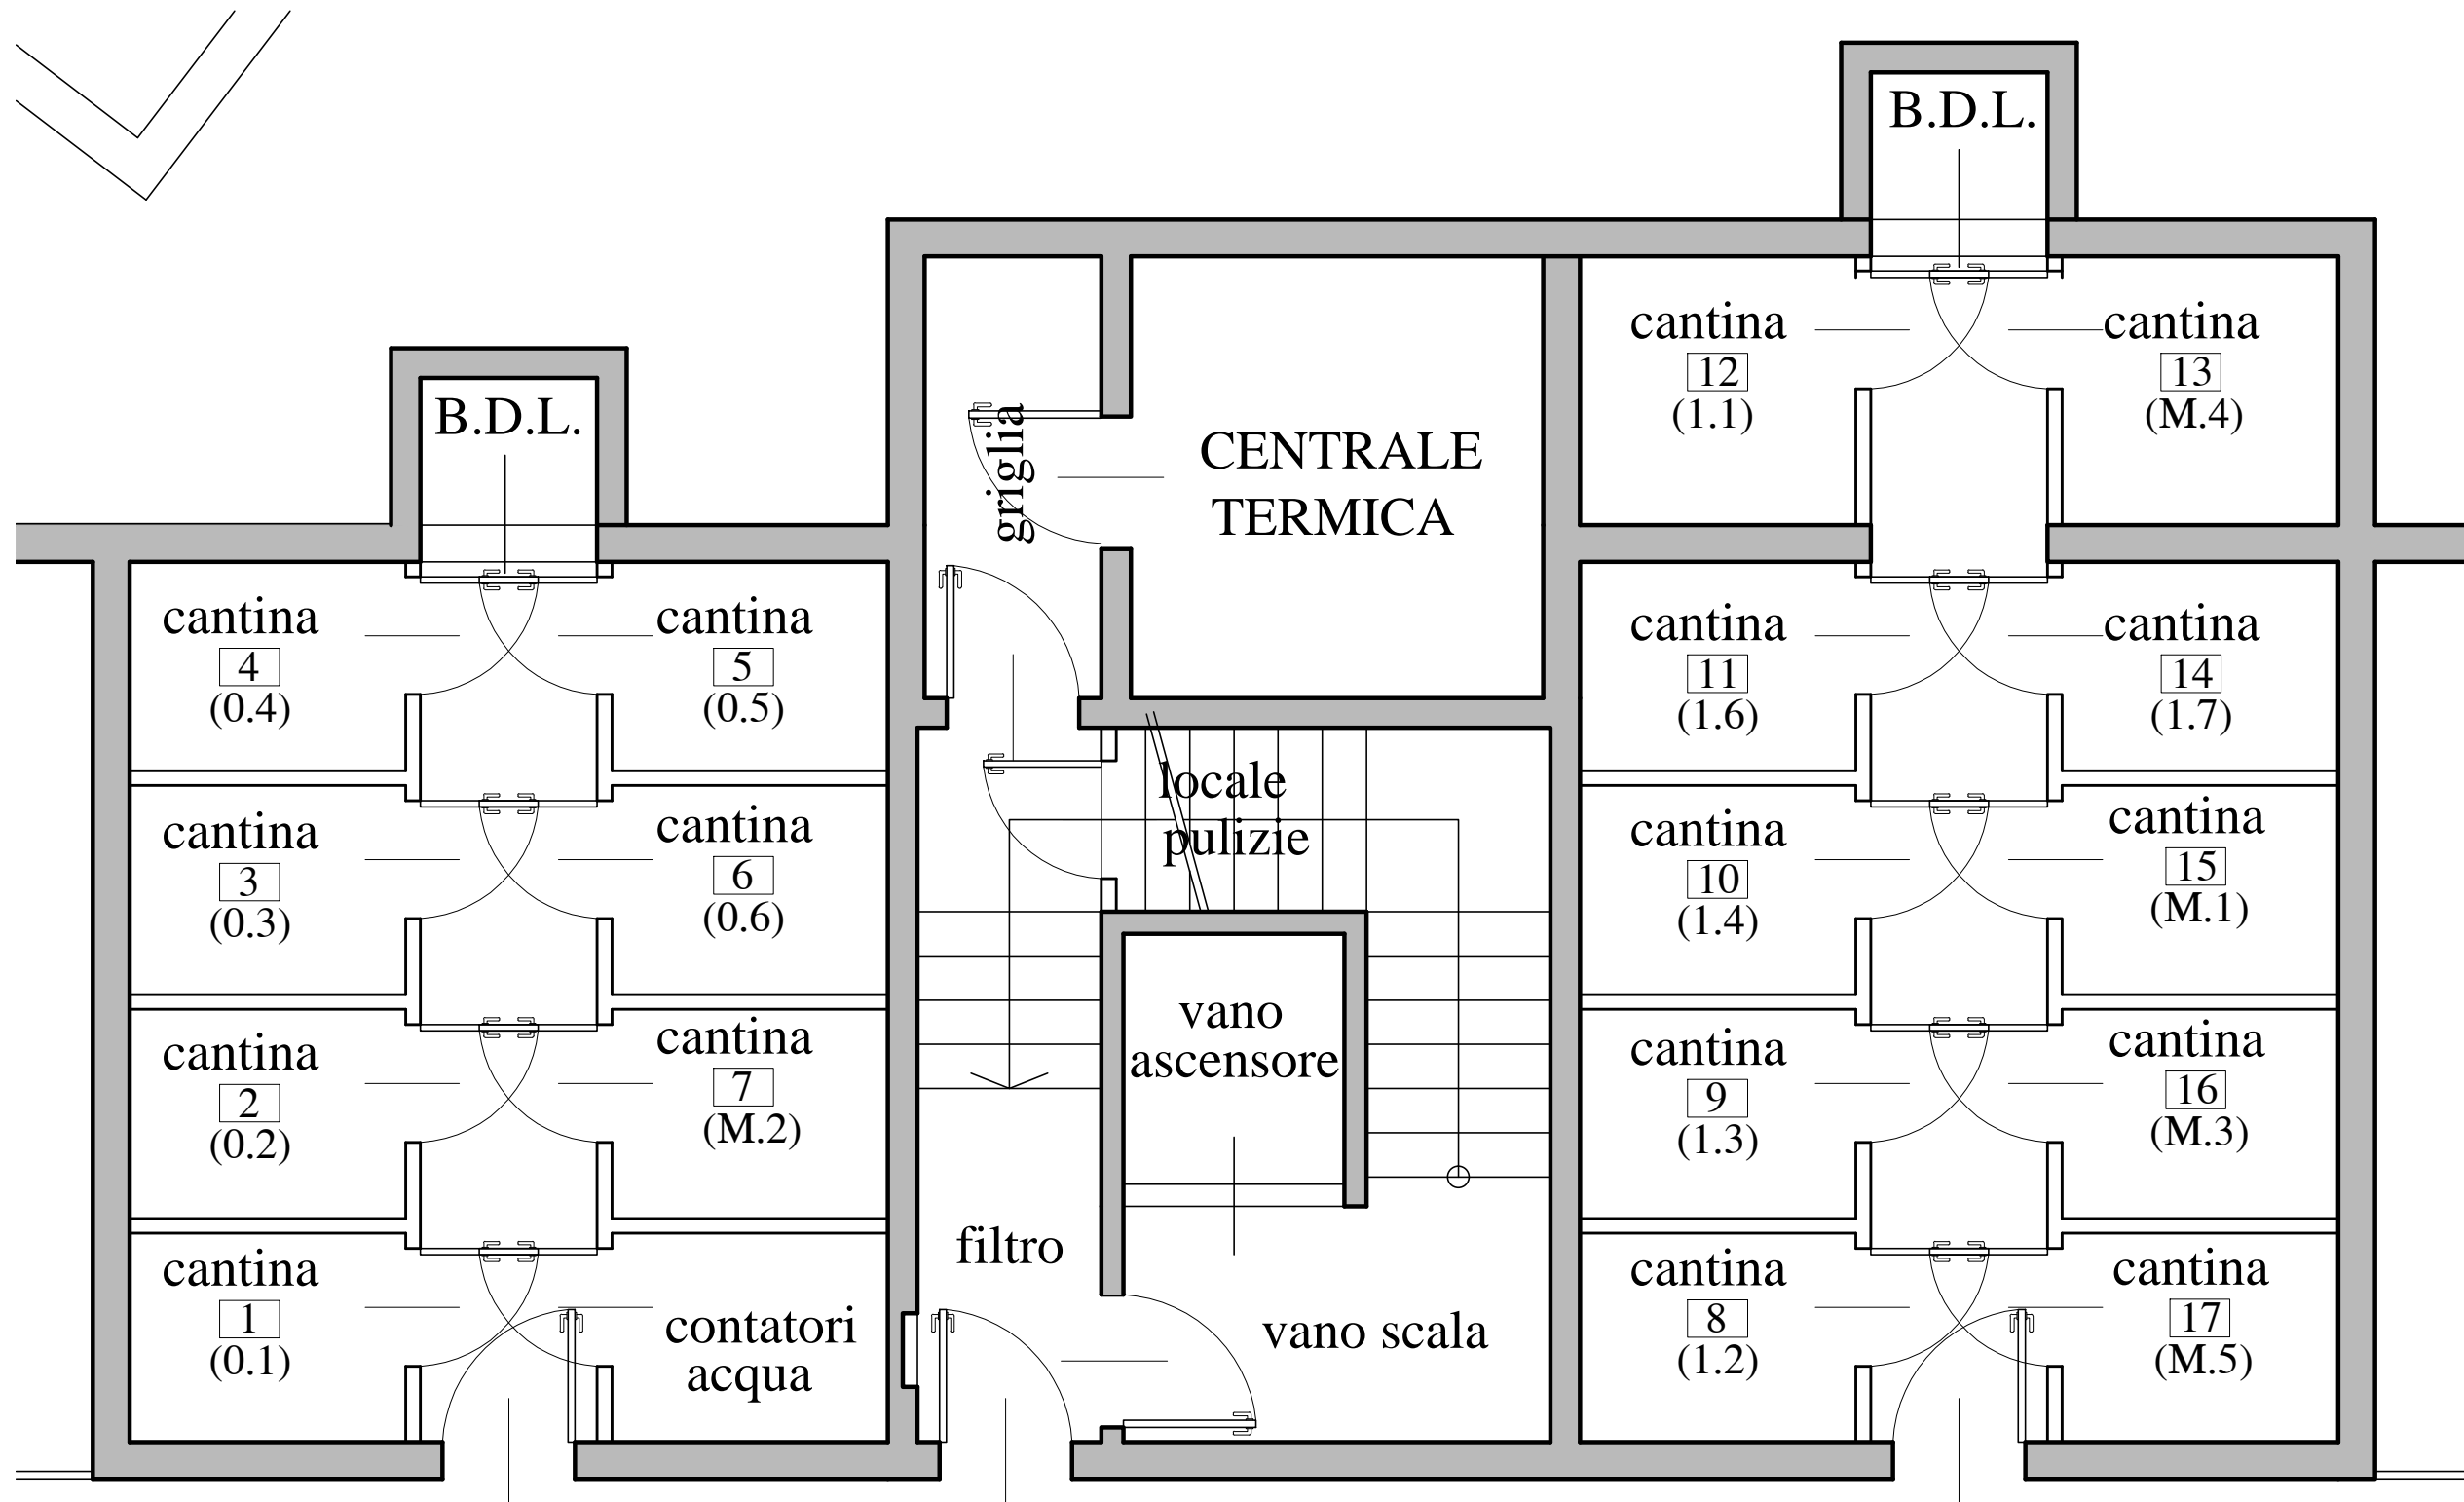 B.D.L.
B.D.L.
cantina
12
(1.1)
cantina
13
(M.4)
griglia
CENTRALE
TERMICA
cantina
4
(0.4)
cantina
5
(0.5)
cantina
11
(1.6)
cantina
14
(1.7)
locale
pulizie
cantina
3
(0.3)
cantina
6
(0.6)
cantina
10
(1.4)
cantina
15
(M.1)
vano
ascensore
cantina
2
(0.2)
cantina
7
(M.2)
cantina
9
(1.3)
cantina
16
(M.3)
filtro
cantina
1
(0.1)
contatori
acqua
vano scala
cantina
8
(1.2)
cantina
17
(M.5)